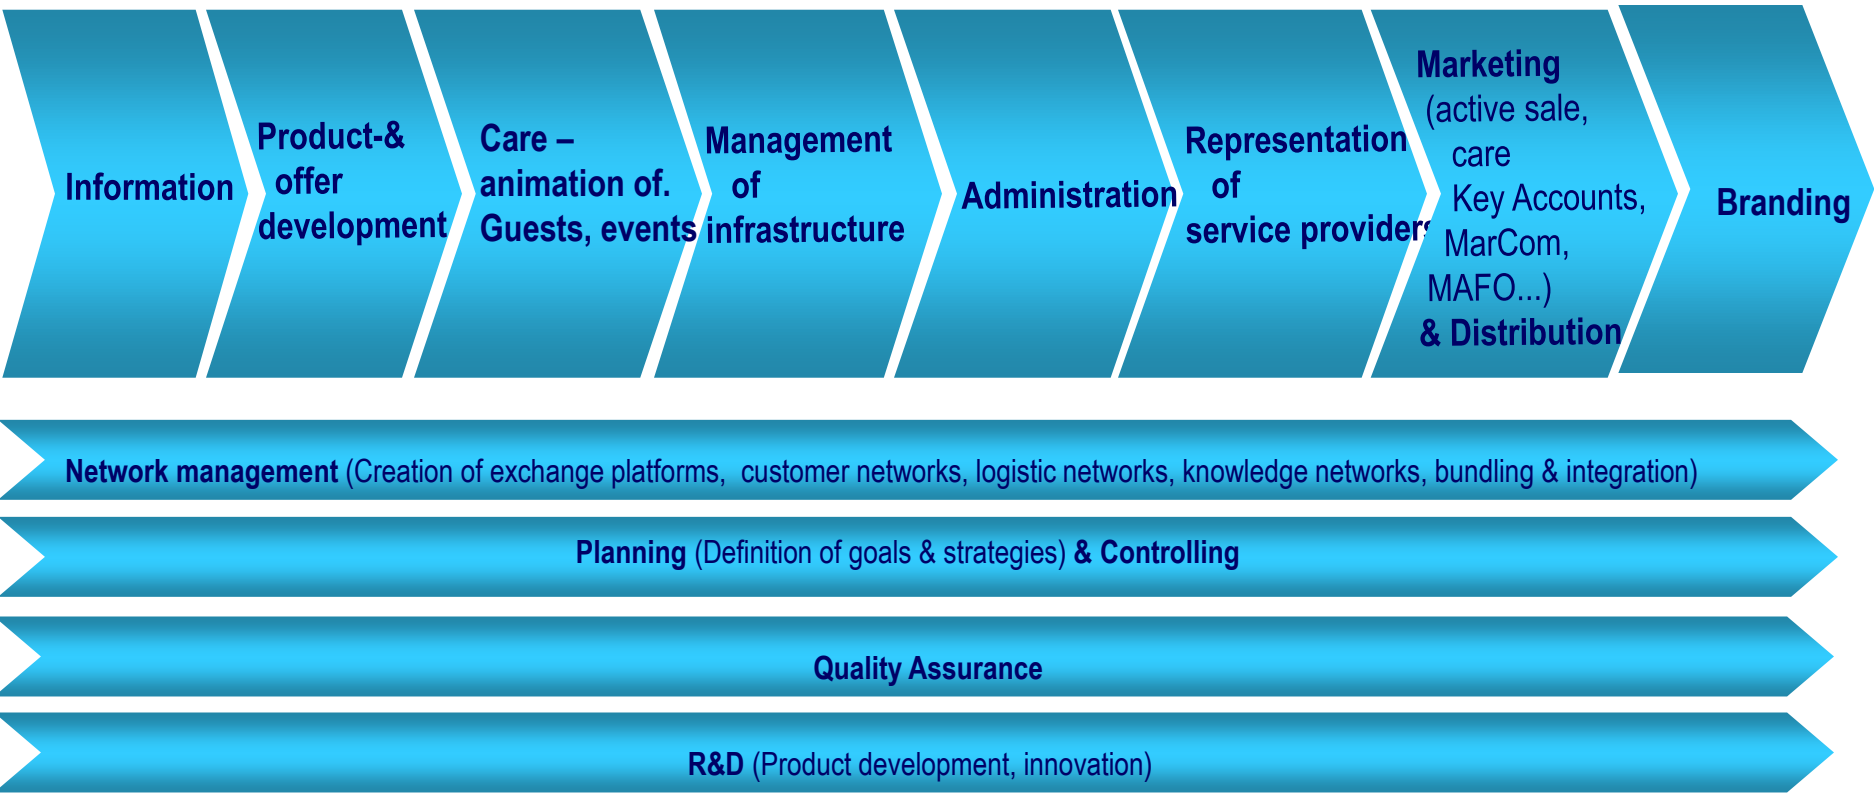 Information
Product-&
offer
development
Care –
animation of.
Guests, events
Management
of
infrastructure
Administration
Representation
of
service providers
Marketing
(active sale,
care
Key Accounts,
MarCom,
MAFO...)
& Distribution
Branding
Network management (Creation of exchange platforms, customer networks, logistic networks, knowledge networks, bundling & integration)
Planning (Definition of goals & strategies) & Controlling
Quality Assurance
R&D (Product development, innovation)